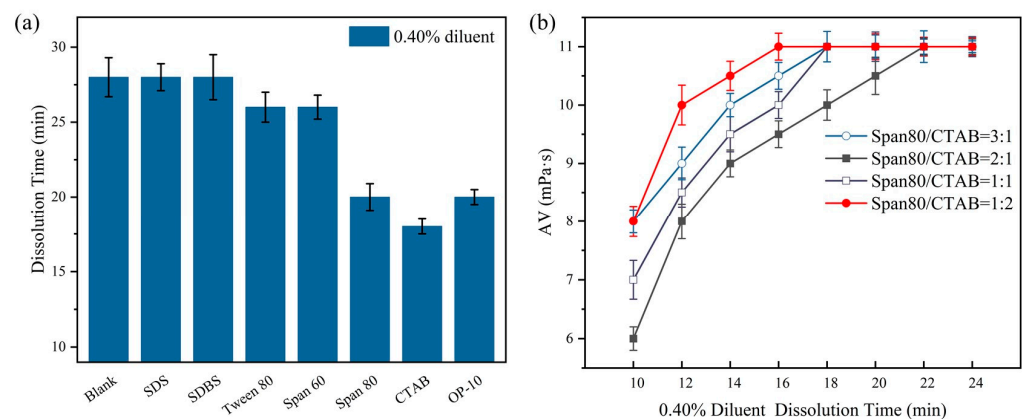 (a)
0.40% diluent
Dissolution Time (min)
30
25
20
15
10
Blank
SDS
SDBS
Tween 80
Span 60
Span 80
CTAB
OP-10
(b)
AV (mPa·s)
11
10
9
8
7
6
Span80/CTAB=3:1
Span80/CTAB=2:1
Span80/CTAB=1:1
Span80/CTAB=1:2
10 12 14 16 18 20 22 24
0.40% Diluent Dissolution Time (min)